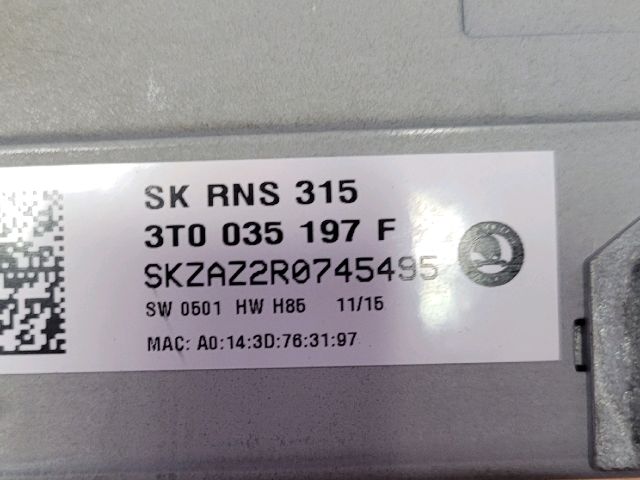 SK RNS 315
3T0 035 197 F
SKZAZ2R0745495
SW 0501 HW H85 11/15
MAC: A0:14:3D:76:31:97